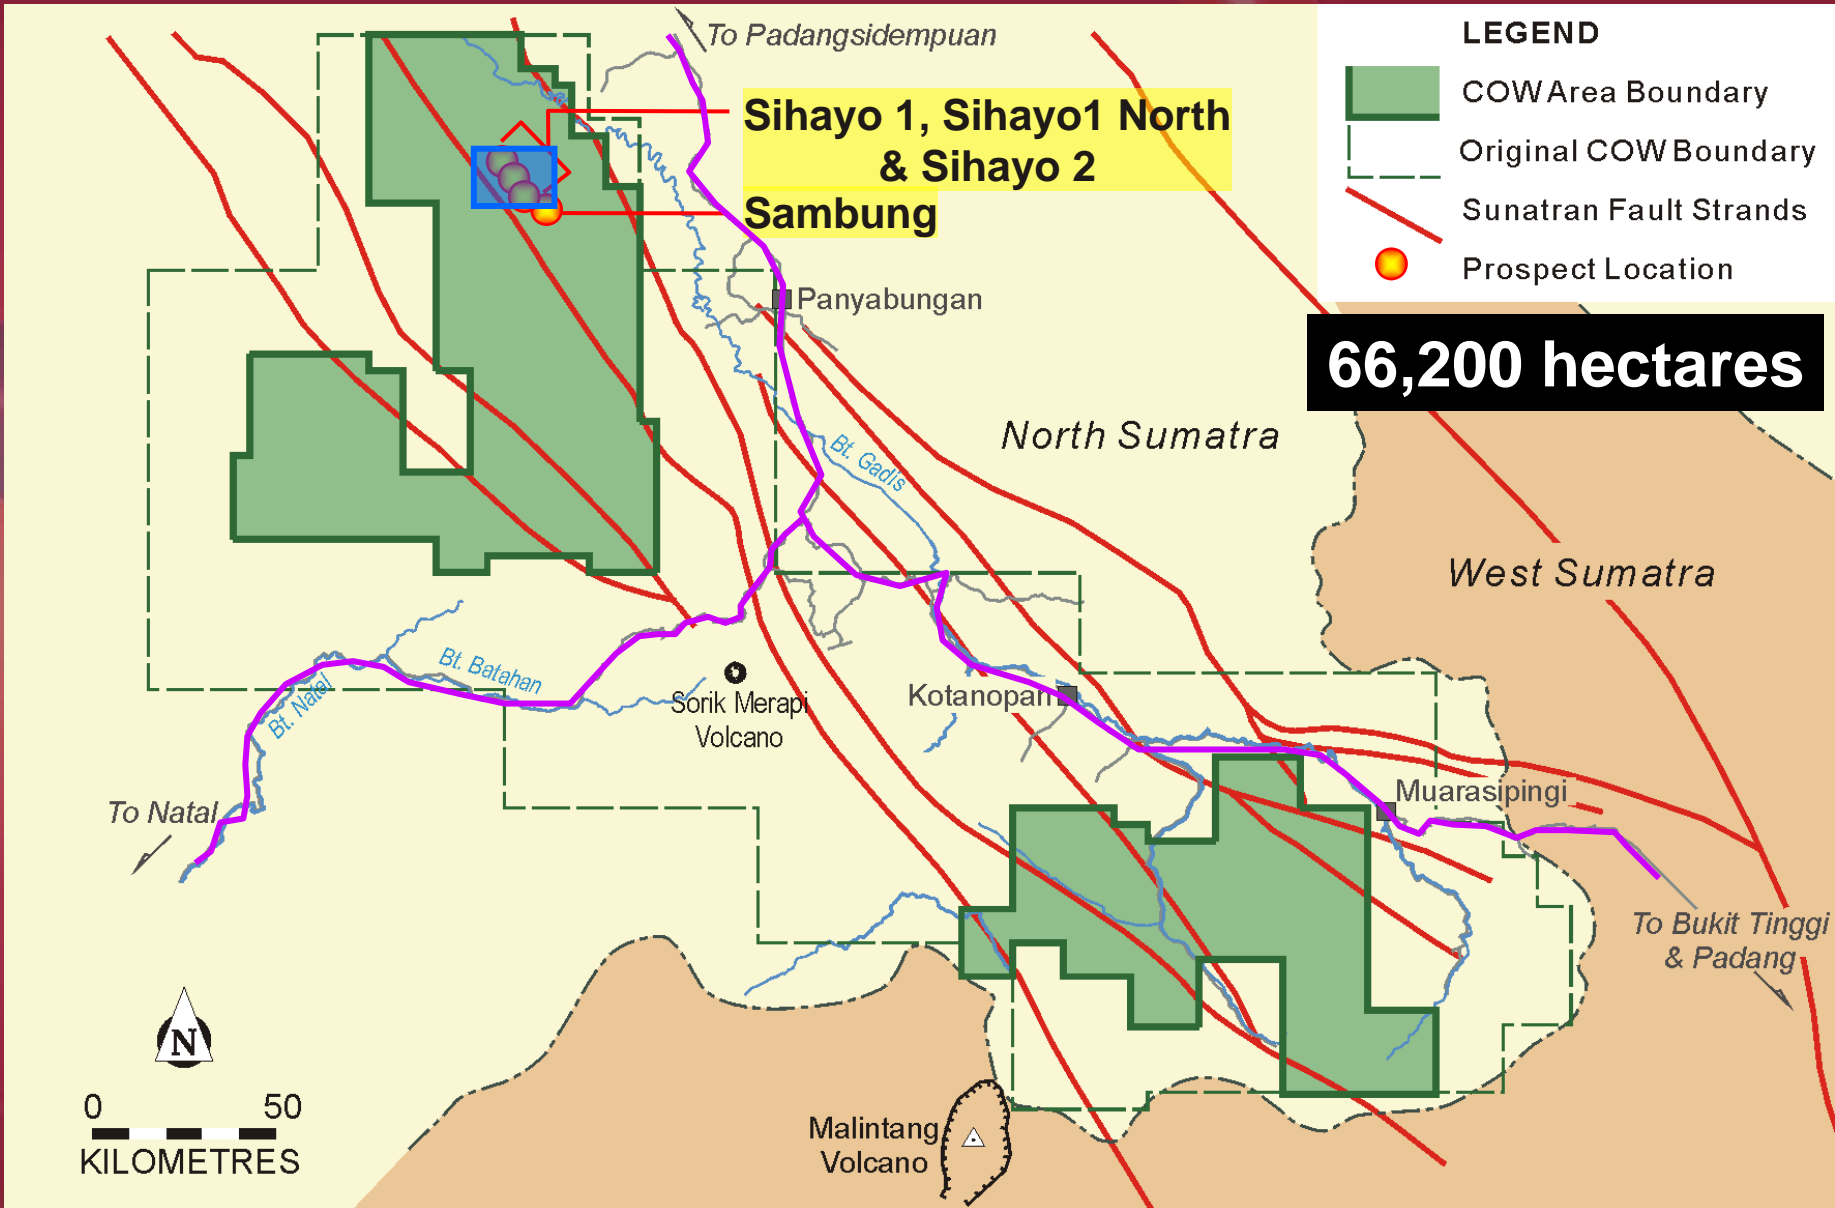 To Padangsidempuan
LEGEND
COW Area Boundary
Original COW Boundary
Sunatran Fault Strands
Prospect Location
Sihayo 1, Sihayo1 North
& Sihayo 2
Sambung
Panyabungan
66,200 hectares
North Sumatra
Bt. Gadis
West Sumatra
Bt. Batahan
Bt. Natal
Sorik Merapi
Volcano
Kotanopan
To Natal
Muarasipingi
To Bukit Tinggi
& Padang
N
0 50
KILOMETRES
Malintang
Volcano